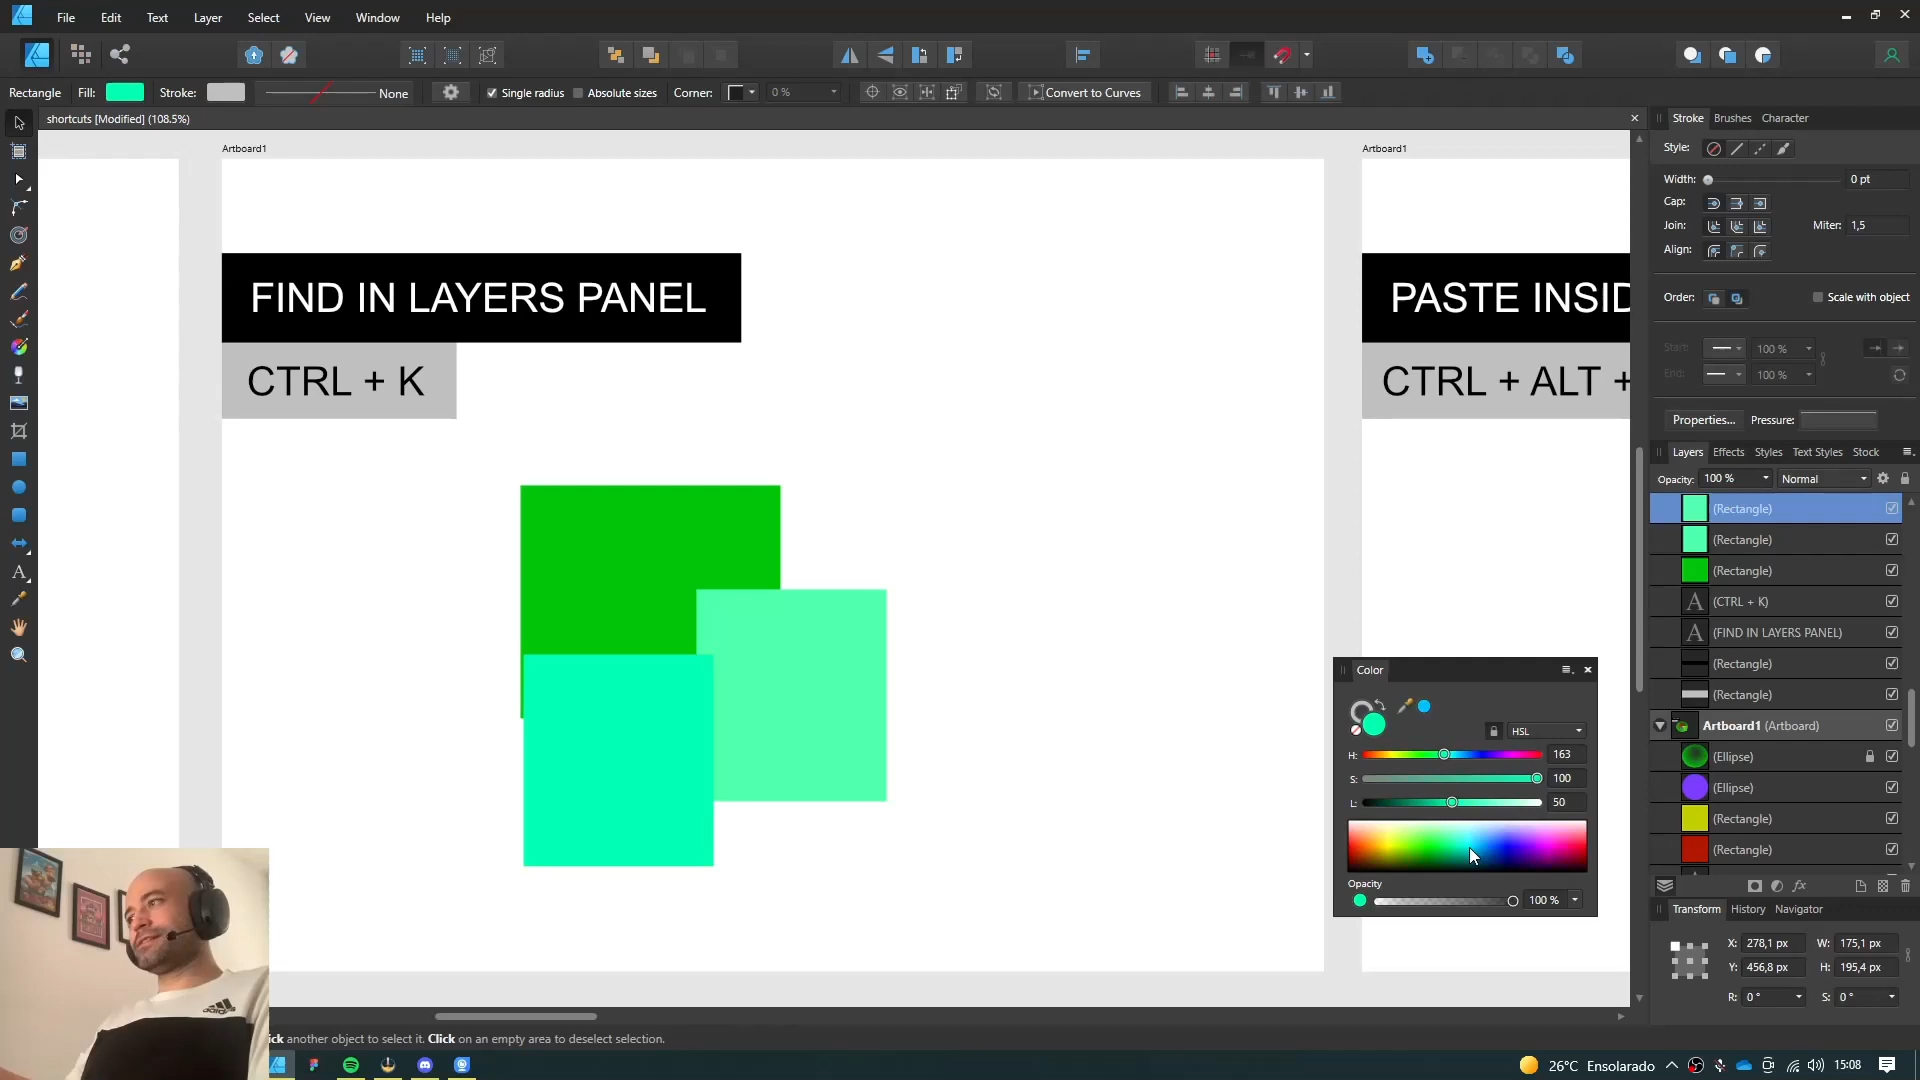 File Edit Text Layer Select View Window Help
Rectangle Fill: Stroke: None Single radius Absolute sizes Corner: 0 % Convert to Curves
shortcuts [Modified] (108.5%)
Artboard1
Artboard1
FIND IN LAYERS PANEL
CTRL + K
PASTE INSID
CTRL + ALT +
Stroke Brushes Character
Style:
Width: 0 pt
Cap:
Join: Miter: 1,5
Align:
Order: Scale with object
Start: 100 %
End: 100 %
Properties... Pressure:
Layers Effects Styles Text Styles Stock
Opacity: 100 % Normal
(Rectangle)
(Rectangle)
(Rectangle)
A (CTRL + K)
A (FIND IN LAYERS PANEL)
(Rectangle)
(Rectangle)
Artboard1 (Artboard)
(Ellipse)
(Ellipse)
(Rectangle)
(Rectangle)
fx
Color
HSL
H: 163
S: 100
L: 50
Opacity
100 %
Transform History Navigator
X: 278,1 px W: 175,1 px
Y: 456,8 px H: 195,4 px
R: 0 ° S: 0 °
adidas
ick another object to select it. Click on an empty area to deselect selection.
26°C Ensolarado 15:08